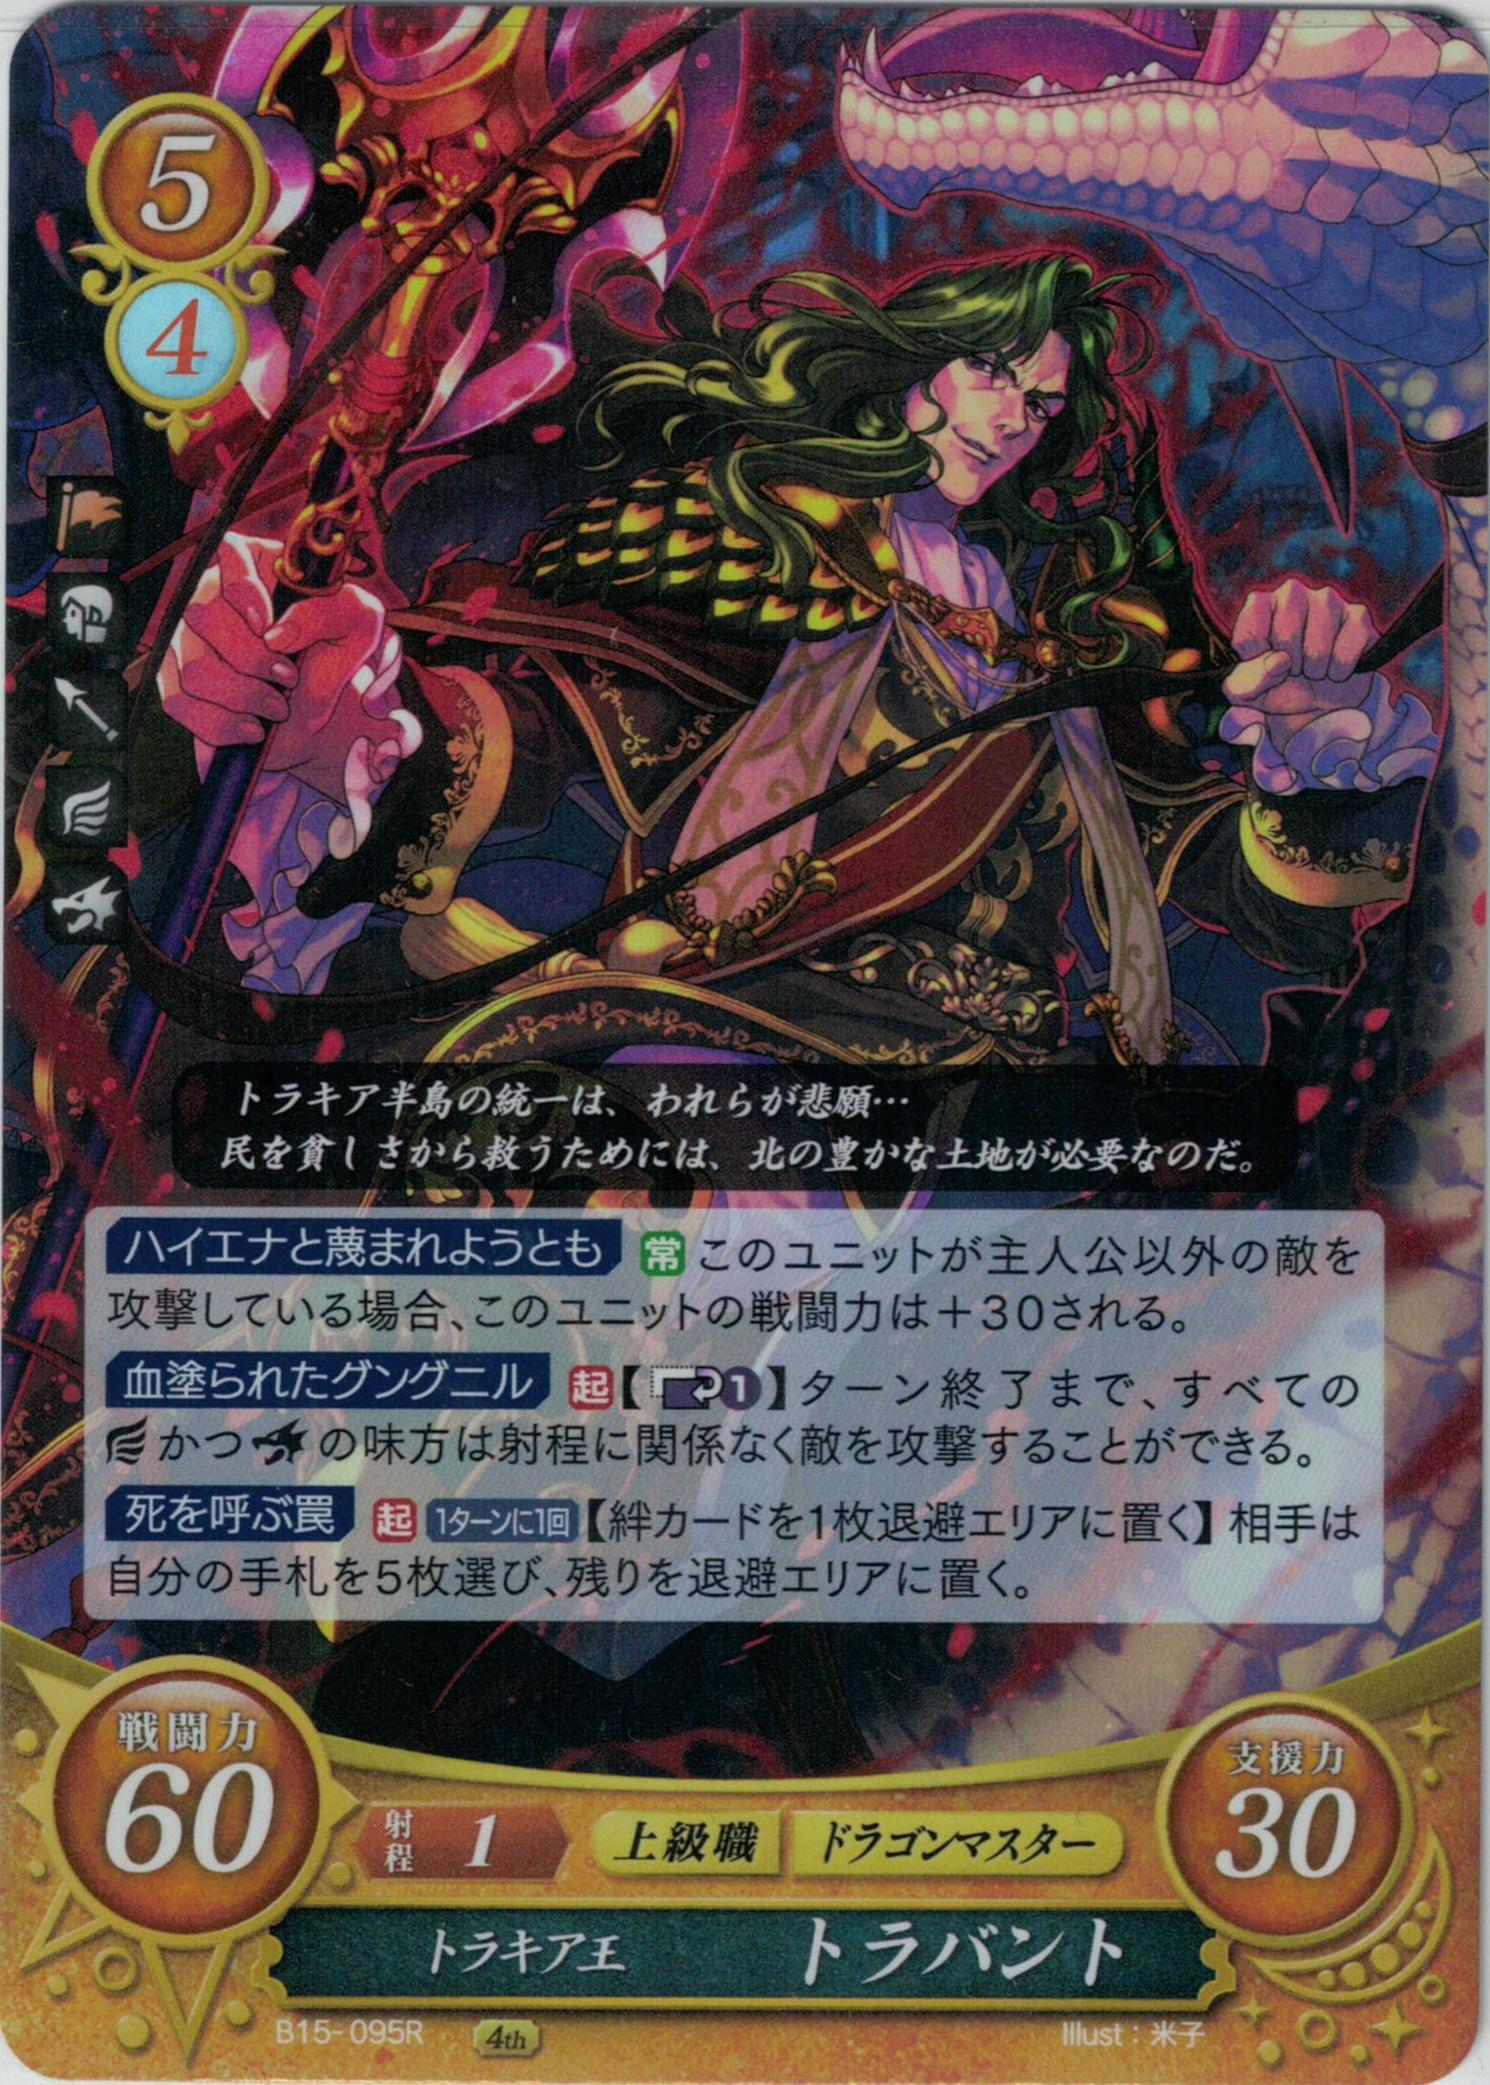 5
4
トラキア半島の統一は、われらが悲願…
民を貧しさから救うためには、北の豊かな土地が必要なのだ。
ハイエナと蔑まれようとも 常 このユニットが主人公以外の敵を
攻撃している場合、このユニットの戦闘力は+30される。
血塗られたグングニル 起【1】ターン終了まで、すべての
かつの味方は射程に関係なく敵を攻撃することができる。
死を呼ぶ罠 起 1ターンに1回【絆カードを1枚退避エリアに置く】相手は
自分の手札を5枚選び、残りを退避エリアに置く。
戦闘力
60
射程 1
上級職 ドラゴンマスター
支援力
30
トラキア王 トラバント
B15-095R 4th Illust:米子